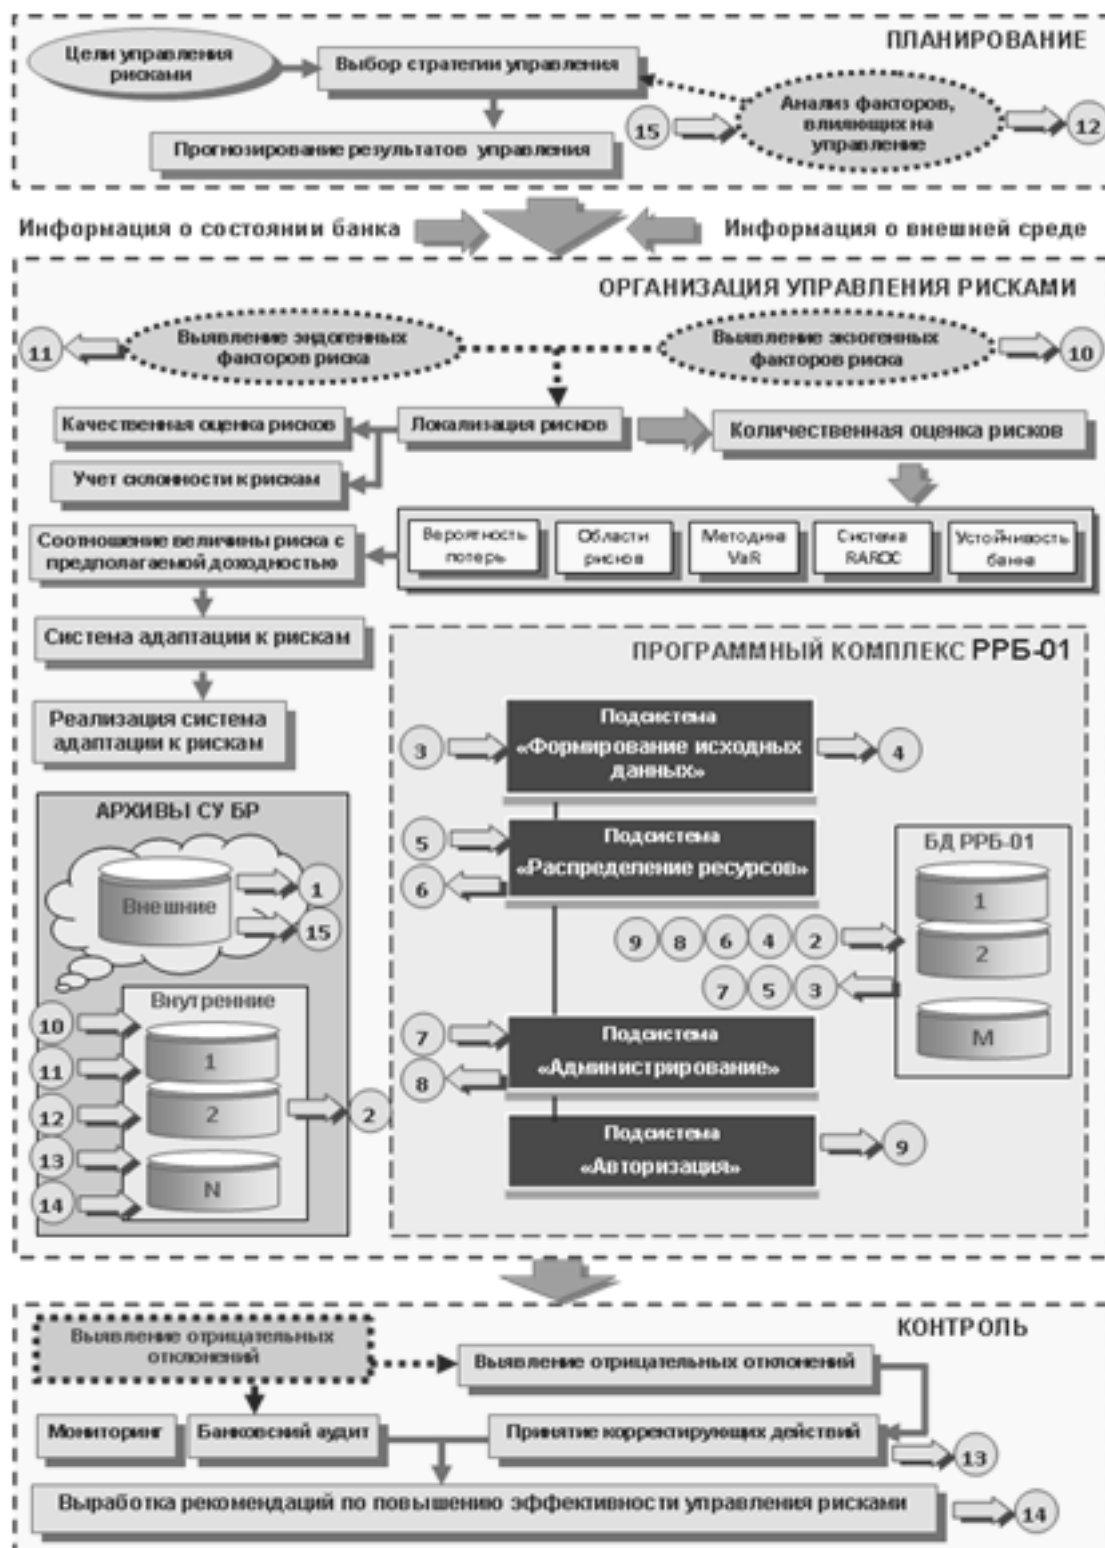 ПЛАНИРОВАНИЕ
Цели управления
рисками
Выбор стратегии управления
Анализ факторов,
влияющих на
управление
15
12
Прогнозирование результатов управления
Информация о состоянии банка
Информация о внешней среде
ОРГАНИЗАЦИЯ УПРАВЛЕНИЯ РИСКАМИ
11
Выявление эндогенных
факторов риска
Выявление экзогенных
факторов риска
10
Качественная оценка рисков
Локализация рисков
Количественная оценка рисков
Учет склонности к рискам
Соотношение величины риска с
предполагаемой доходностью
Вероятность
потерь
Области
рисков
Методика
VaR
Система
RAROC
Устойчивость
банка
Система адаптации к рискам
Реализация система
адаптации к рискам
ПРОГРАММНЫЙ КОМПЛЕКС РРБ-01
3
Подсистема
«Формирование исходных
данных»
4
5
6
Подсистема
«Распределение ресурсов»
БД РРБ-01
1
2
М
9 8 6 4 2
7 5 3
7
8
Подсистема
«Администрирование»
Подсистема
«Авторизация»
9
АРХИВЫ СУ БР
Внешние
1
15
Внутренние
10
11
12
13
14
1
2
N
2
КОНТРОЛЬ
Выявление отрицательных
отклонений
Выявление отрицательных отклонений
Мониторинг
Банковский аудит
Принятие корректирующих действий
13
Выработка рекомендаций по повышению эффективности управления рисками
14